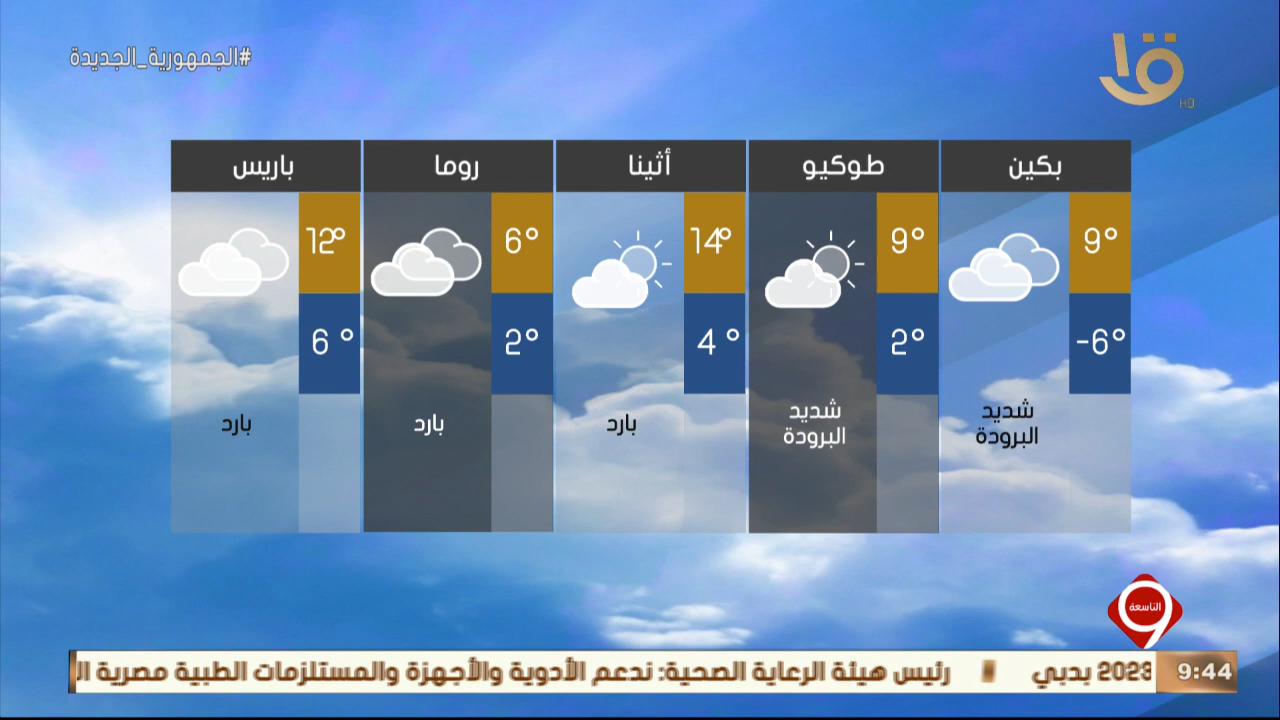 #الجمهورية_الجديدة
HD
بكين
9°
-6°
شديد
البرودة
طوكيو
9°
2°
شديد
البرودة
أثينا
14°
4°
بارد
روما
6°
2°
بارد
باريس
12°
6°
بارد
التاسعة
9
9:44
2023 بدبي
رئيس هيئة الرعاية الصحية: ندعم الأدوية والأجهزة والمستلزمات الطبية مصرية